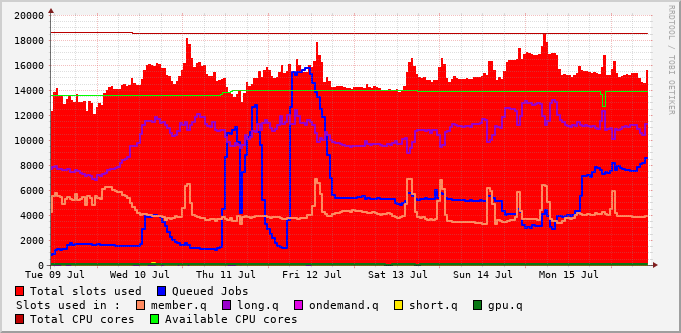 20000
18000
16000
14000
12000
10000
8000
6000
4000
2000
0
Tue 09 Jul Wed 10 Jul Thu 11 Jul Fri 12 Jul Sat 13 Jul Sun 14 Jul Mon 15 Jul
RRDTOOL / TOBI OETIKER
Total slots used Queued Jobs
Slots used in : member.q long.q ondemand.q short.q gpu.q
Total CPU cores Available CPU cores